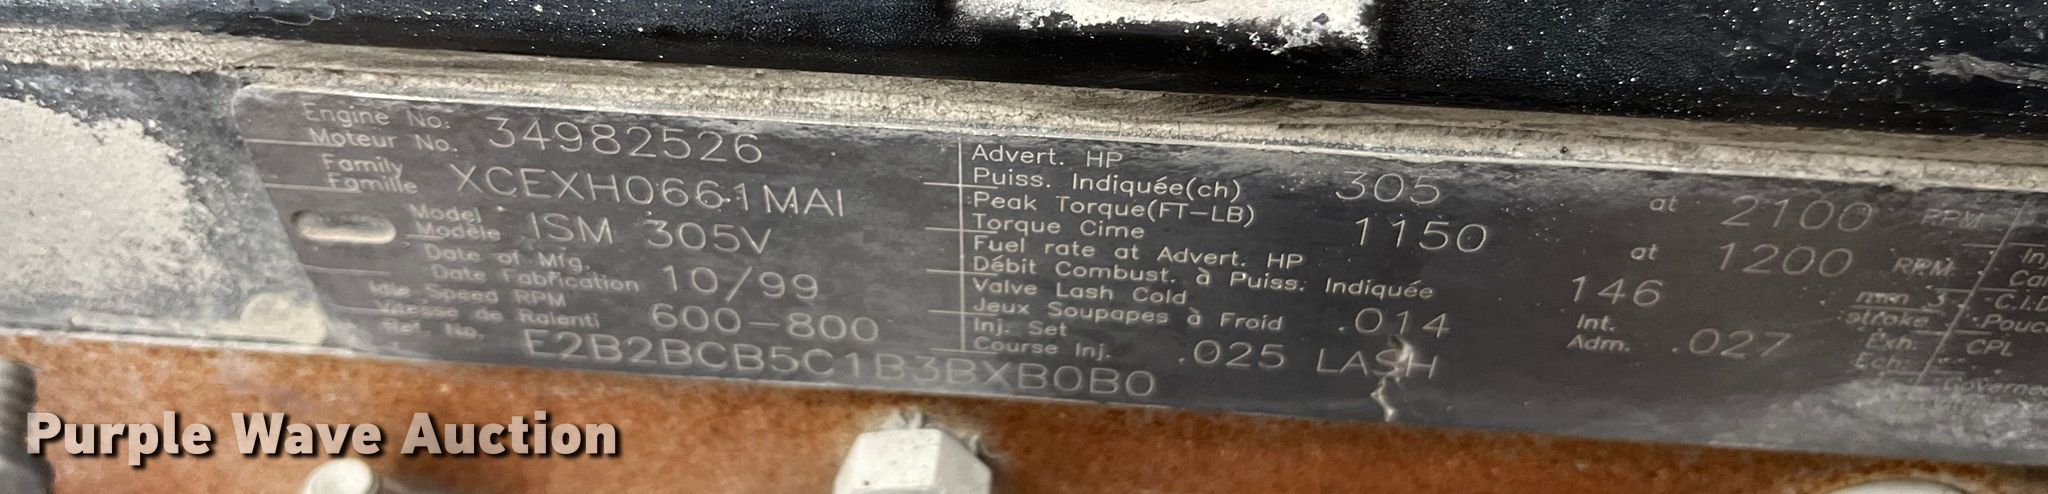 Engine No.
Moteur No. 34982526
Family
Famille XCEXH0661MAI
Model
Modèle ISM 305V
Date of Mfg.
Date Fabrication 10/99
Idle Speed RPM
Vitesse de Ralenti 600-800
Ref. No. E2B2BCB5C1B3BXB0B0
Advert. HP
Puiss. Indiquée(ch) 305 at 2100 RPM
Peak Torque(FT-LB)
Torque Cime 1150 at 1200 RPM
Fuel rate at Advert. HP
Débit Combust. à Puiss. Indiquée 146 mm3/stroke
Valve Lash Cold
Jeux Soupapes à Froid .014 Int. Adm. .027 Exh. Ech.
Inj. Set
Course Inj. .025 LASH
C.I.D
CPL
Purple Wave Auction